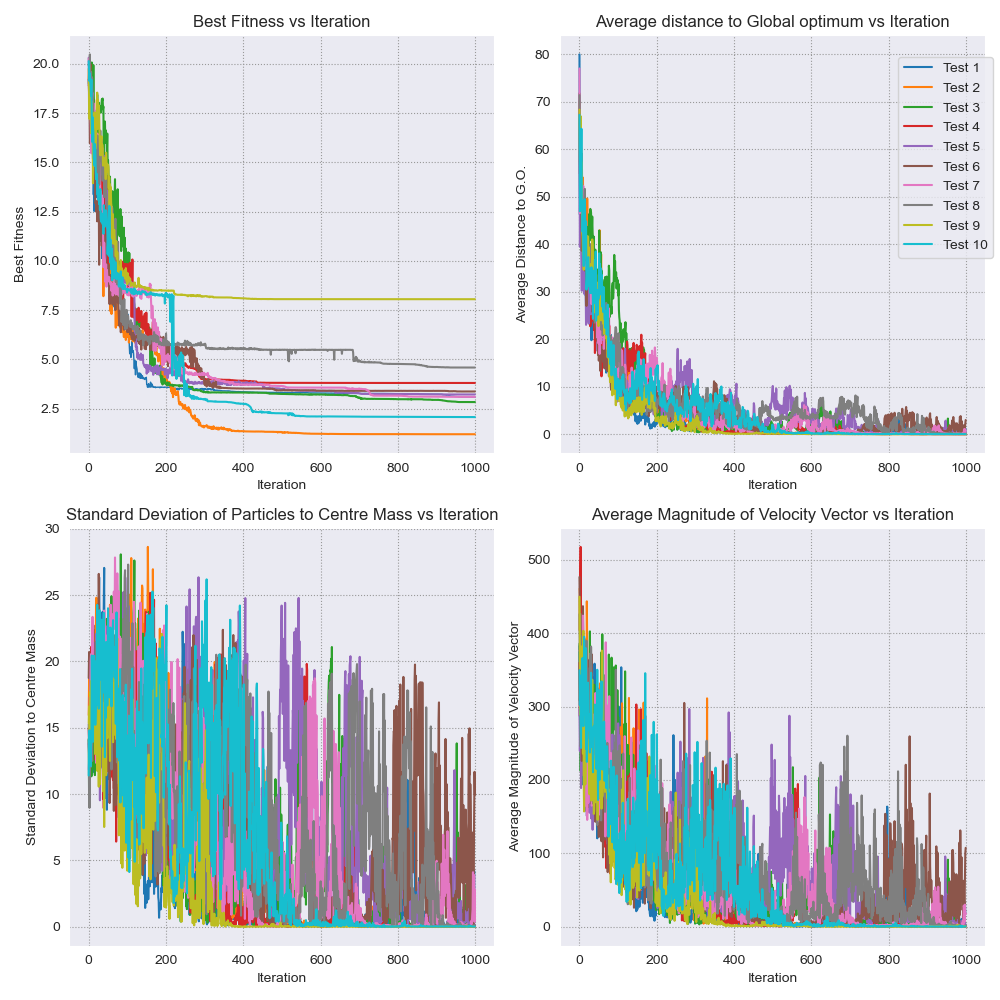 Best Fitness vs Iteration
Best Fitness
20.0
17.5
15.0
12.5
10.0
7.5
5.0
2.5
0 200 400 600 800 1000
Iteration
Average distance to Global optimum vs Iteration
Average Distance to G.O.
80
70
60
50
40
30
20
10
0
0 200 400 600 800 1000
Iteration
Test 1
Test 2
Test 3
Test 4
Test 5
Test 6
Test 7
Test 8
Test 9
Test 10
Standard Deviation of Particles to Centre Mass vs Iteration
Standard Deviation to Centre Mass
30
25
20
15
10
5
0
0 200 400 600 800 1000
Iteration
Average Magnitude of Velocity Vector vs Iteration
Average Magnitude of Velocity Vector
500
400
300
200
100
0
0 200 400 600 800 1000
Iteration